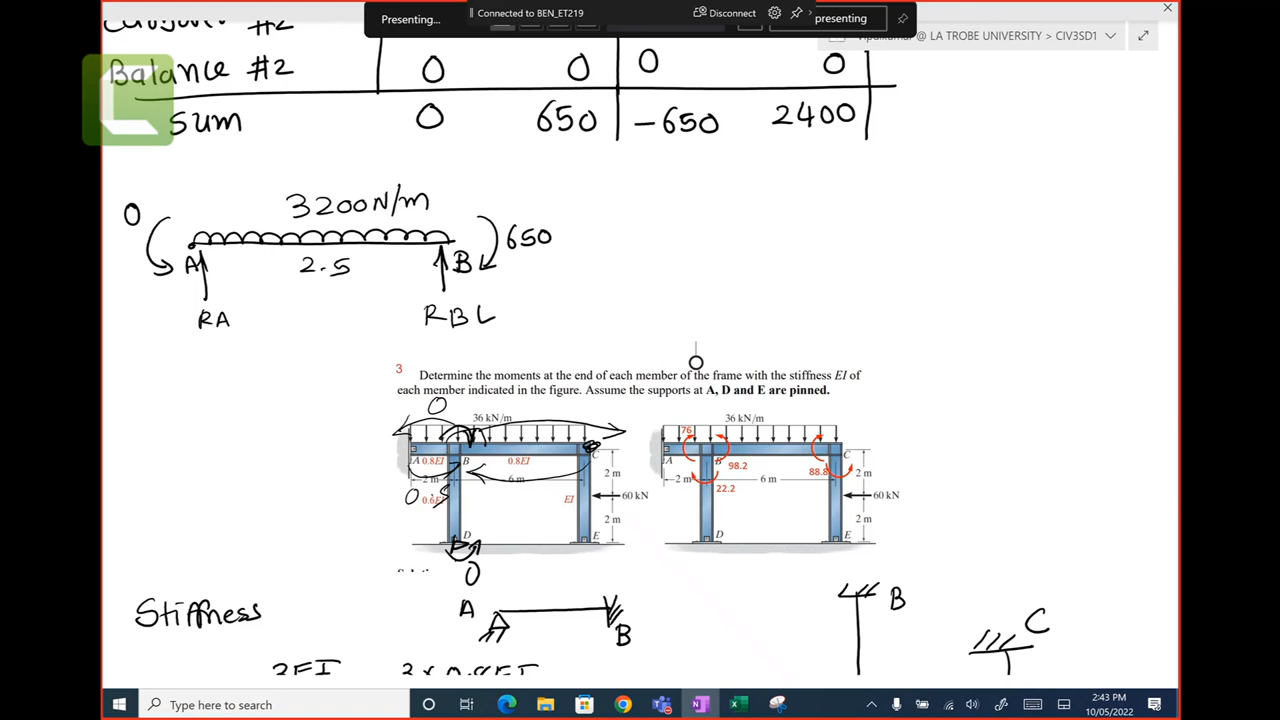 Presenting...
Connected to BEN_ET219
Disconnect
presenting
@ LA TROBE UNIVERSITY > CIV3SD1
Balance #2 0 0 0 0
Sum 0 650 -650 2400
3200N/m
0
650
A
2.5
B
RA
RBL
3 Determine the moments at the end of each member of the frame with the stiffness EI of
each member indicated in the figure. Assume the supports at A, D and E are pinned.
0
36 kN/m
A 0.8EI B 0.8EI C
2 m
6 m
2 m
0.5
0.6EI
EI
60 kN
2 m
D
E
0
36 kN/m
76
A
B
C
98.2
88.8
2 m
2 m
6 m
22.2
60 kN
2 m
D
E
Stiffness
A
B
B
C
3EI
Type here to search
2:43 PM
10/05/2022